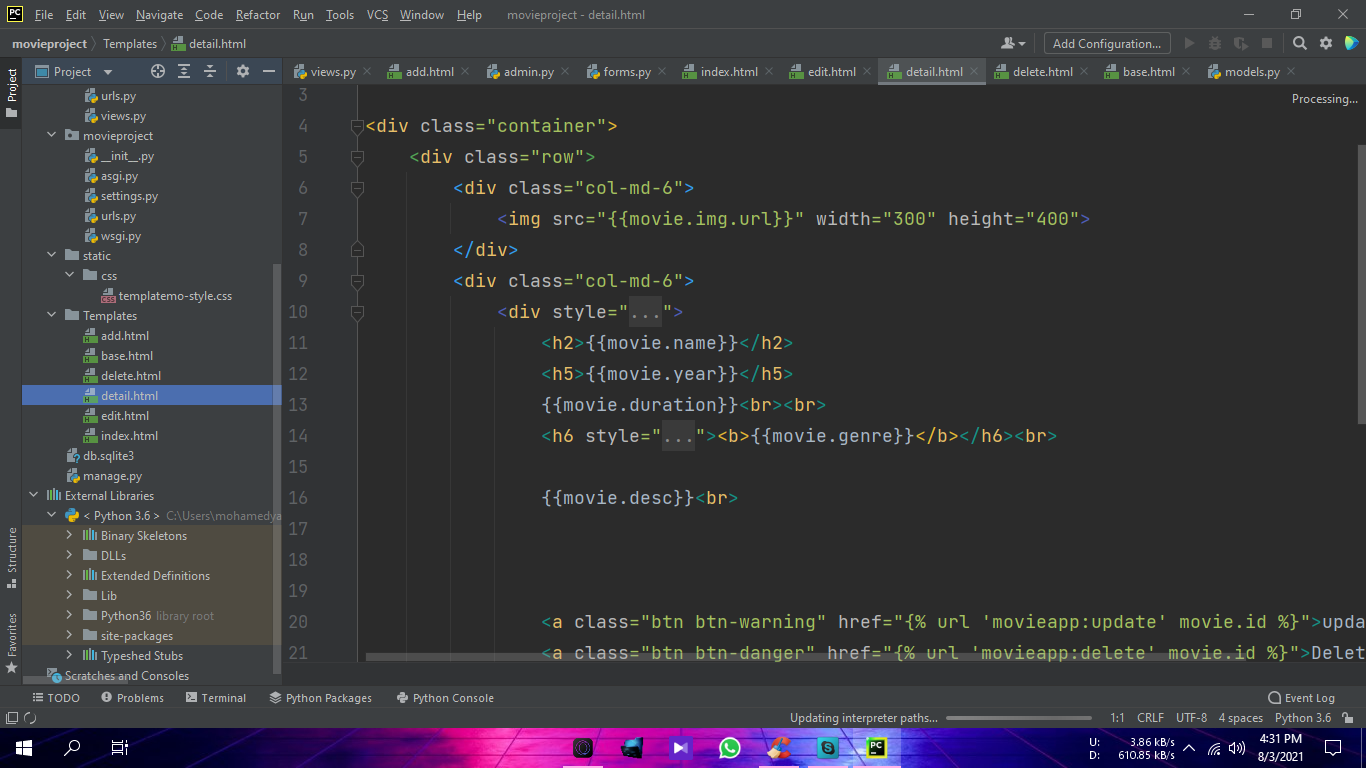 PC File Edit View Navigate Code Refactor Run Tools VCS Window Help movieproject - detail.html
movieproject Templates detail.html Add Configuration...
Project views.py add.html admin.py forms.py index.html edit.html detail.html delete.html base.html models.py
Project
Structure
Favorites
urls.py
views.py
movieproject
__init__.py
asgi.py
settings.py
urls.py
wsgi.py
static
css
templatemo-style.css
Templates
add.html
base.html
delete.html
detail.html
edit.html
index.html
db.sqlite3
manage.py
External Libraries
< Python 3.6 > C:\Users\mohamedya
Binary Skeletons
DLLs
Extended Definitions
Lib
Python36 library root
site-packages
Typeshed Stubs
Scratches and Consoles
Processing...
3
4 <div class="container">
5 <div class="row">
6 <div class="col-md-6">
7 <img src="{{movie.img.url}}" width="300" height="400">
8 </div>
9 <div class="col-md-6">
10 <div style="...">
11 <h2>{{movie.name}}</h2>
12 <h5>{{movie.year}}</h5>
13 {{movie.duration}}<br><br>
14 <h6 style="..."><b>{{movie.genre}}</b></h6><br>
15
16 {{movie.desc}}<br>
17
18
19
20 <a class="btn btn-warning" href="{% url 'movieapp:update' movie.id %}">upda
21 <a class="btn btn-danger" href="{% url 'movieapp:delete' movie.id %}">Delet
TODO Problems Terminal Python Packages Python Console Event Log
Updating interpreter paths... 1:1 CRLF UTF-8 4 spaces Python 3.6
U: 3.86 kB/s
D: 610.85 kB/s
4:31 PM
8/3/2021